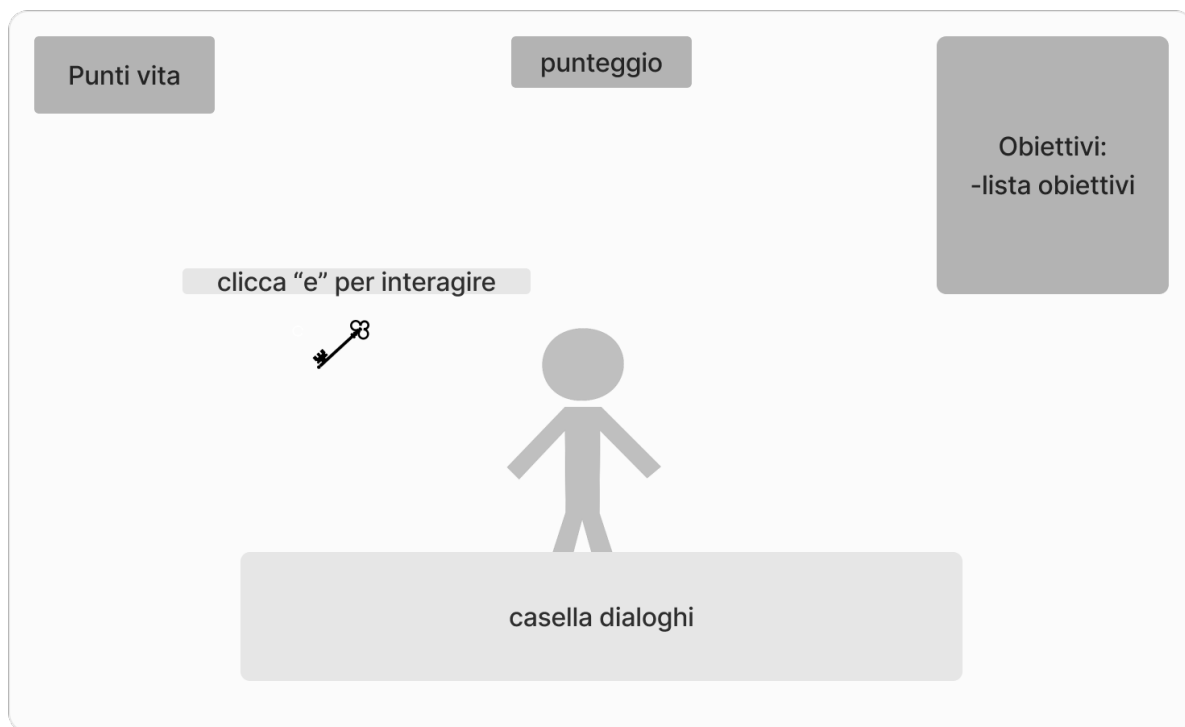 Punti vita
punteggio
Obiettivi:
-lista obiettivi
clicca “e” per interagire
casella dialoghi